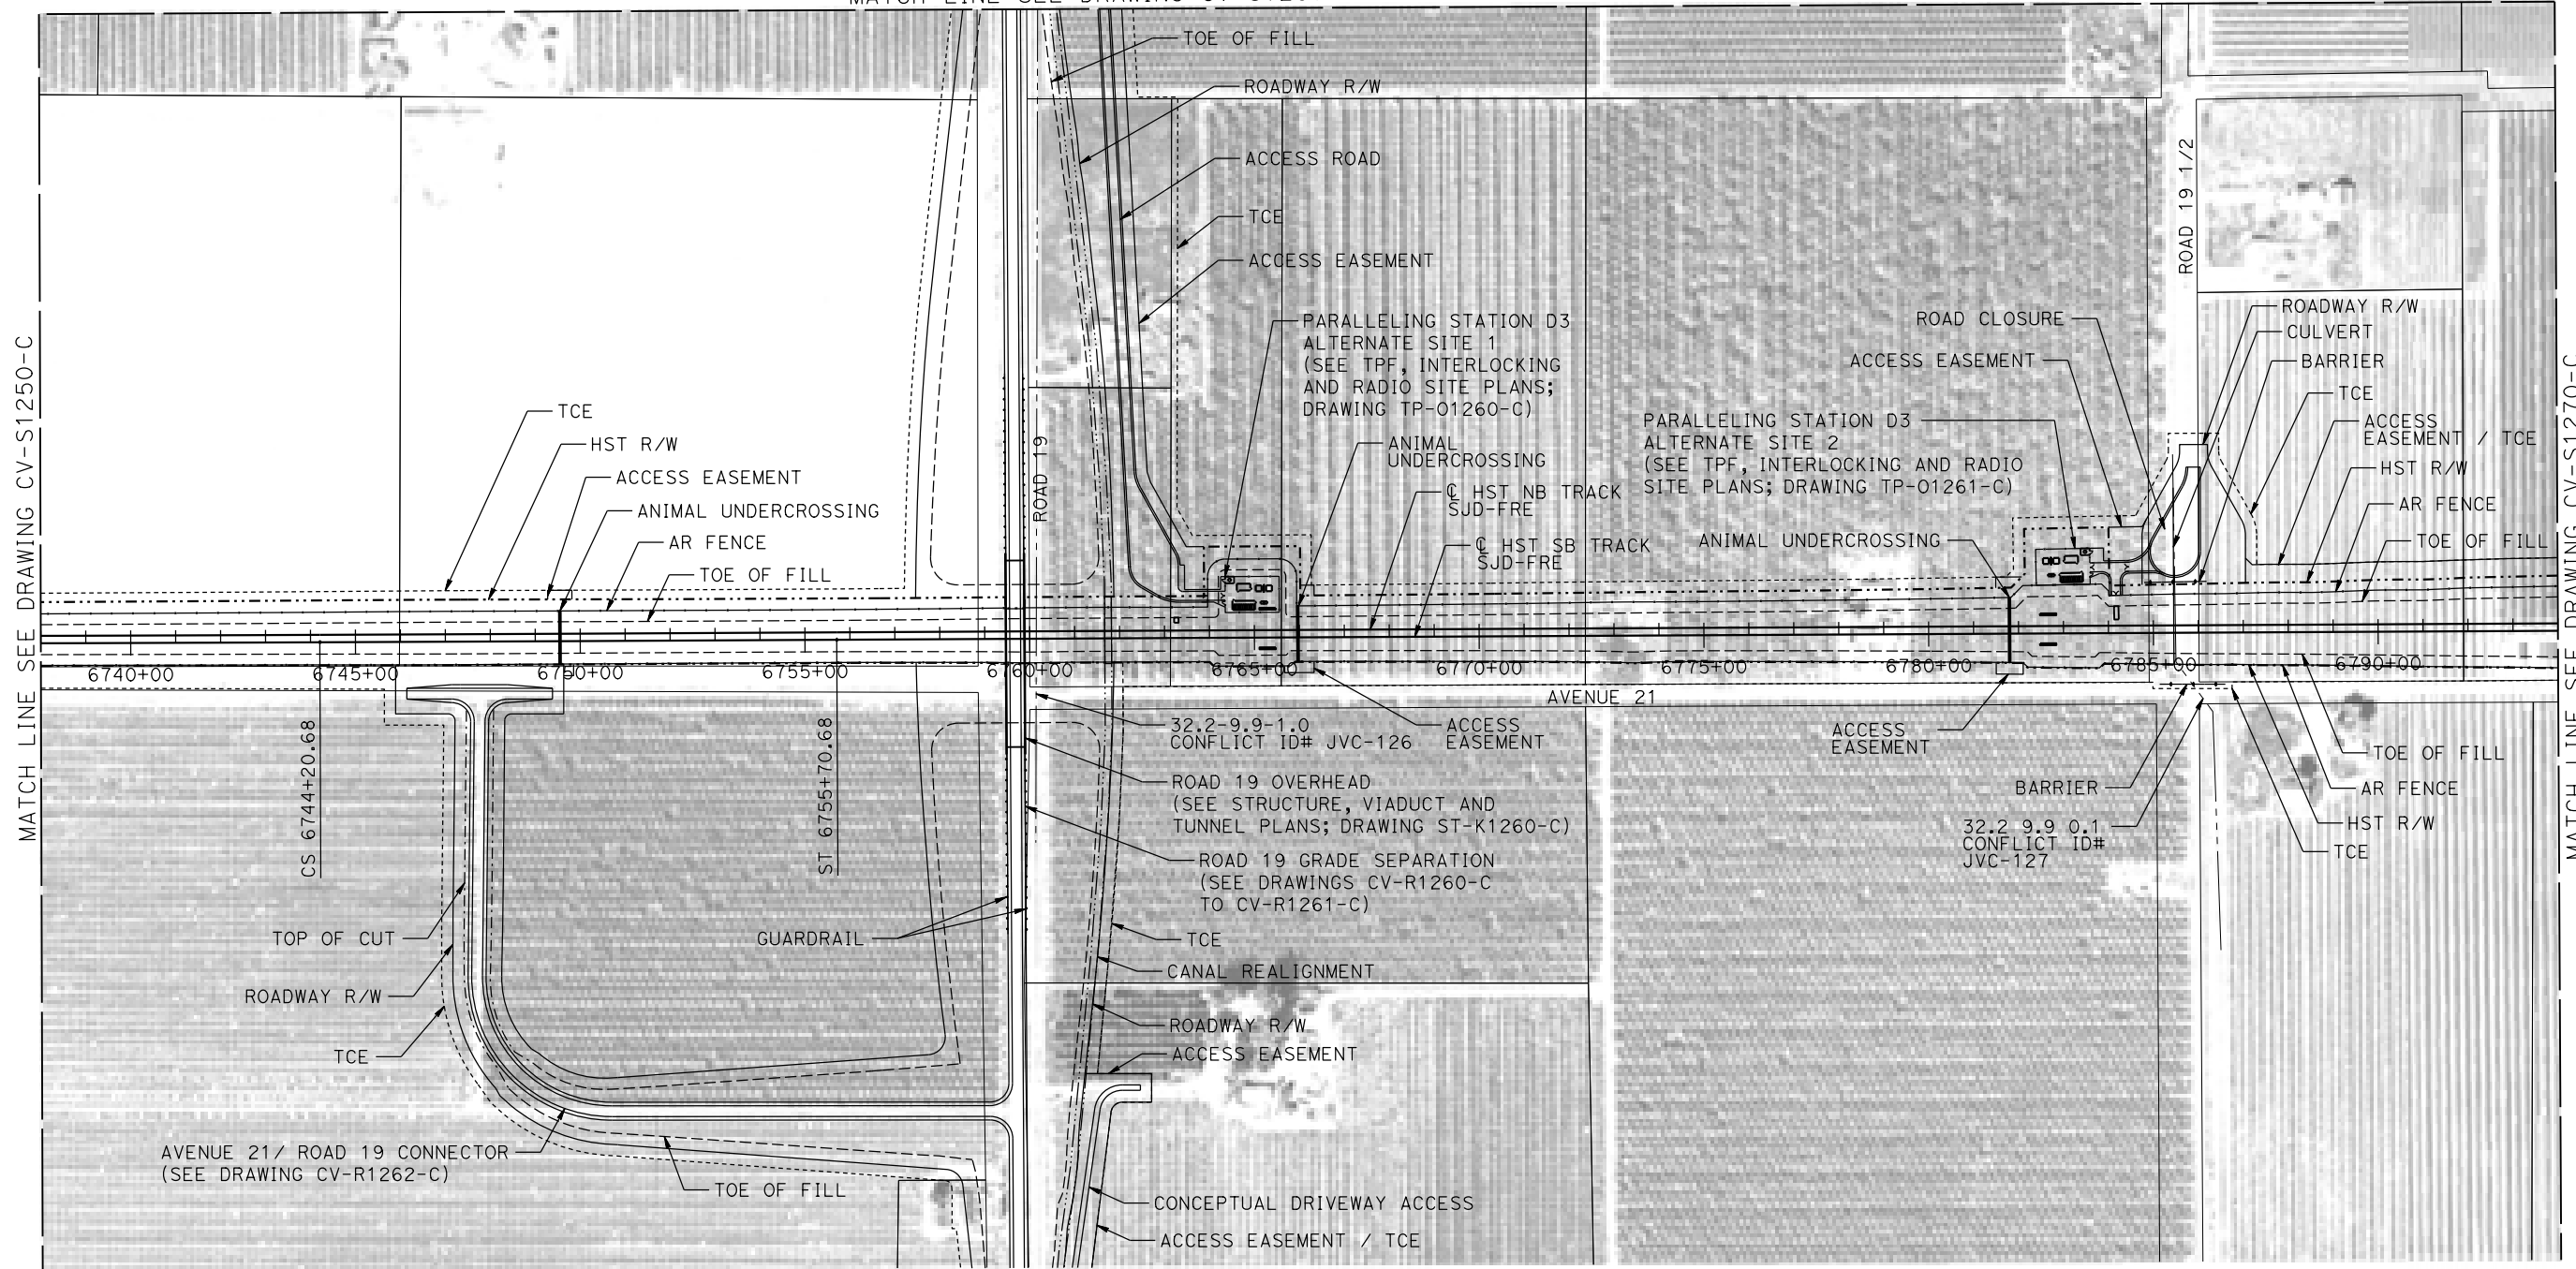 MATCH LINE SEE DRAWING
TOE OF FILL
ROADWAY R/W
ACCESS ROAD
TCE
ACCESS EASEMENT
PARALLELING STATION D3
ALTERNATE SITE 1
(SEE TPF, INTERLOCKING
AND RADIO SITE PLANS;
DRAWING TP-O1260-C)
ANIMAL
UNDERCROSSING
℄ HST NB TRACK
SJD-FRE
℄ HST SB TRACK
SJD-FRE
ROAD 19
TCE
HST R/W
ACCESS EASEMENT
ANIMAL UNDERCROSSING
AR FENCE
TOE OF FILL
MATCH LINE SEE DRAWING CV-S1250-C
ROAD CLOSURE
ACCESS EASEMENT
PARALLELING STATION D3
ALTERNATE SITE 2
(SEE TPF, INTERLOCKING AND RADIO
SITE PLANS; DRAWING TP-O1261-C)
ANIMAL UNDERCROSSING
ROAD 19 1/2
ROADWAY R/W
CULVERT
BARRIER
TCE
ACCESS
EASEMENT / TCE
HST R/W
AR FENCE
TOE OF FILL
MATCH LINE SEE DRAWING CV-S1270-C
6740+00
6745+00
6750+00
6755+00
6760+00
6765+00
6770+00
6775+00
6780+00
6785+00
6790+00
AVENUE 21
CS 6744+20.68
ST 6755+70.68
32.2-9.9-1.0
CONFLICT ID# JVC-126
ACCESS
EASEMENT
ROAD 19 OVERHEAD
(SEE STRUCTURE, VIADUCT AND
TUNNEL PLANS; DRAWING ST-K1260-C)
ROAD 19 GRADE SEPARATION
(SEE DRAWINGS CV-R1260-C
TO CV-R1261-C)
TCE
CANAL REALIGNMENT
ROADWAY R/W
ACCESS EASEMENT
CONCEPTUAL DRIVEWAY ACCESS
ACCESS EASEMENT / TCE
GUARDRAIL
TOP OF CUT
ROADWAY R/W
TCE
AVENUE 21/ ROAD 19 CONNECTOR
(SEE DRAWING CV-R1262-C)
TOE OF FILL
ACCESS
EASEMENT
BARRIER
32.2 9.9 0.1
CONFLICT ID#
JVC-127
TOE OF FILL
AR FENCE
HST R/W
TCE